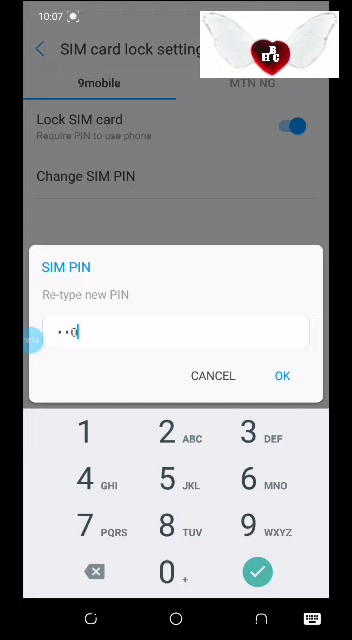 10:07
SIM card lock setting
B
H C
9mobile
MTN NG
Lock SIM card
Require PIN to use phone
Change SIM PIN
SIM PIN
Re-type new PIN
··0
CANCEL
OK
1
2 ABC
3 DEF
4 GHI
5 JKL
6 MNO
7 PQRS
8 TUV
9 WXYZ
0 +